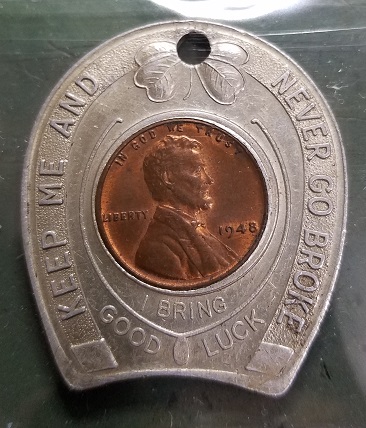 KEEP ME AND NEVER GO BROKE
IN GOD WE TRUST
LIBERTY
1948
I BRING
GOOD LUCK